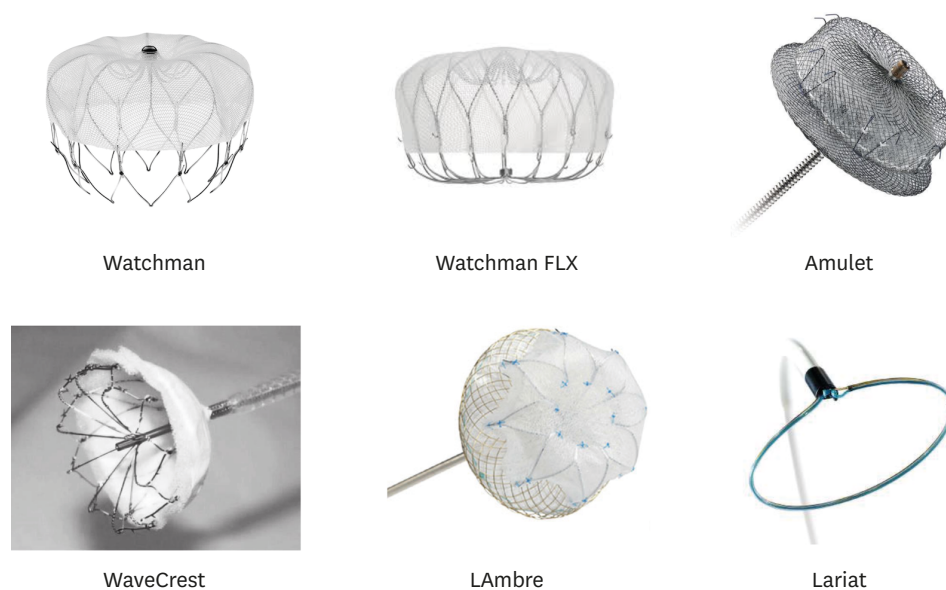 Watchman
Watchman FLX
Amulet
WaveCrest
LAmbre
Lariat